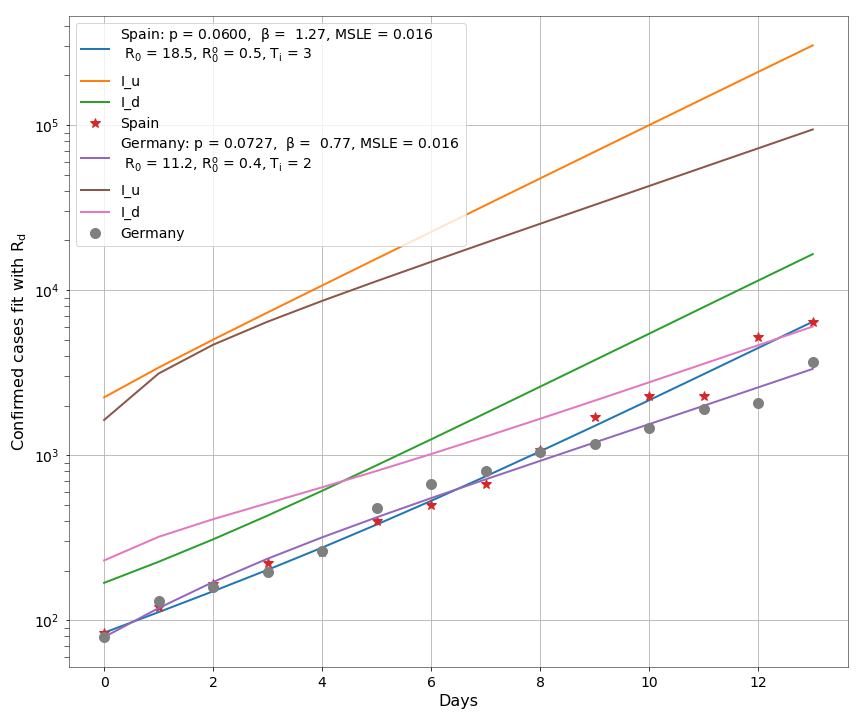 Spain: p = 0.0600, β = 1.27, MSLE = 0.016
R₀ = 18.5, R₀ᵒ = 0.5, Tᵢ = 3
I_u
I_d
Spain
Germany: p = 0.0727, β = 0.77, MSLE = 0.016
R₀ = 11.2, R₀ᵒ = 0.4, Tᵢ = 2
I_u
I_d
Germany
10⁵
10⁴
10³
10²
Confirmed cases fit with R_d
0 2 4 6 8 10 12
Days